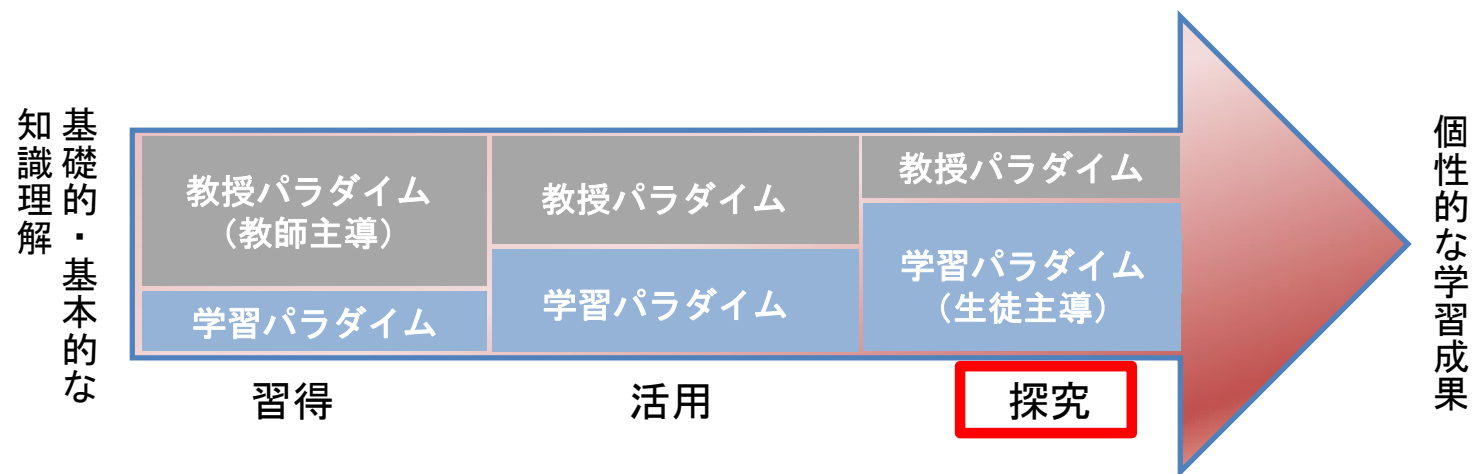 基礎的・基本的な
知識理解
教授パラダイム
（教師主導）
学習パラダイム
習得
教授パラダイム
学習パラダイム
活用
教授パラダイム
学習パラダイム
（生徒主導）
探究
個性的な学習成果